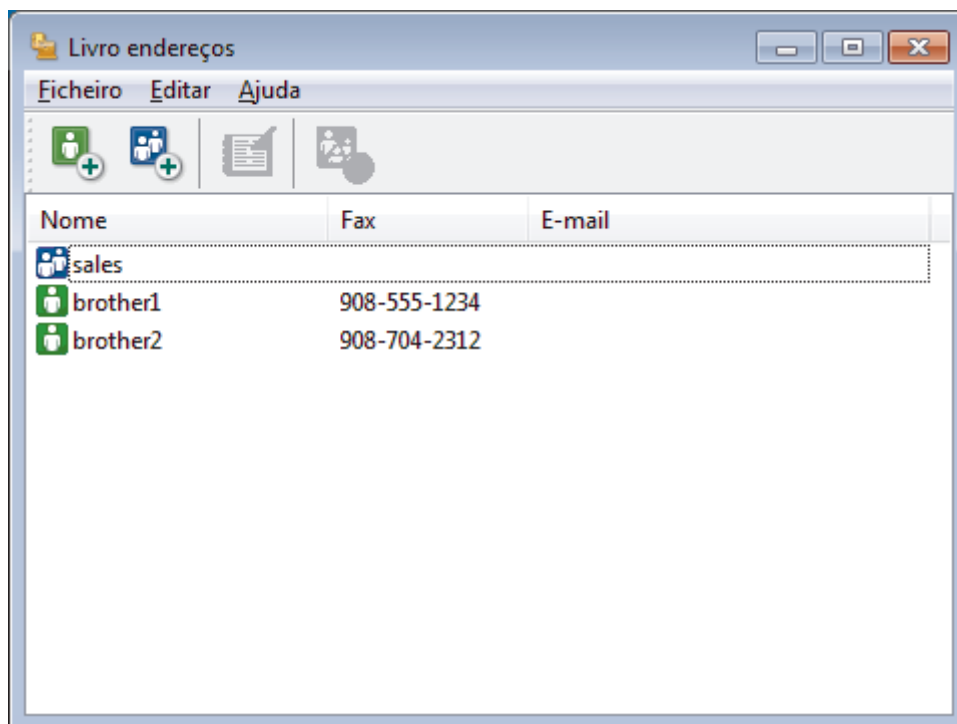 Livro endereços
Ficheiro Editar Ajuda
Nome Fax E-mail
sales
brother1 908-555-1234
brother2 908-704-2312